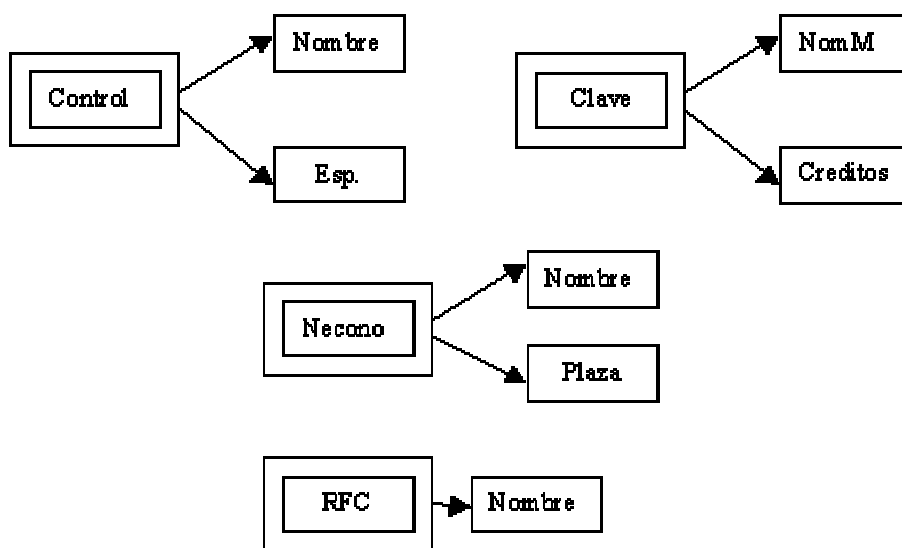 Nombre
NomM
Control
Clave
Esp.
Creditos
Nombre
Necono
Plaza
RFC
Nombre